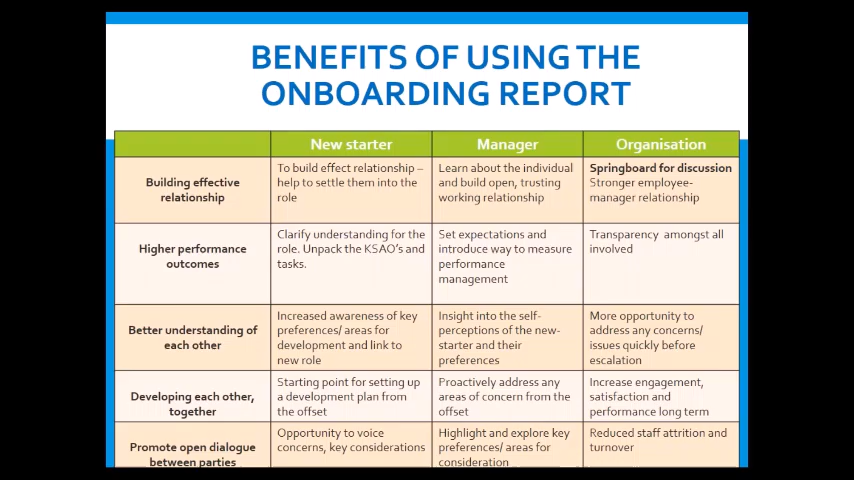 BENEFITS OF USING THE
ONBOARDING REPORT
New starter
Manager
Organisation
Building effective
relationship
To build effect relationship –
help to settle them into the
role
Learn about the individual
and build open, trusting
working relationship
Springboard for discussion
Stronger employee-
manager relationship
Higher performance
outcomes
Clarify understanding for the
role. Unpack the KSAO's and
tasks.
Set expectations and
introduce way to measure
performance
management
Transparency amongst all
involved
Better understanding of
each other
Increased awareness of key
preferences/ areas for
development and link to
new role
Insight into the self-
perceptions of the new-
starter and their
preferences
More opportunity to
address any concerns/
issues quickly before
escalation
Developing each other,
together
Starting point for setting up
a development plan from
the offset
Proactively address any
areas of concern from the
offset
Increase engagement,
satisfaction and
performance long term
Promote open dialogue
between parties
Opportunity to voice
concerns, key considerations
Highlight and explore key
preferences/ areas for
consideration
Reduced staff attrition and
turnover